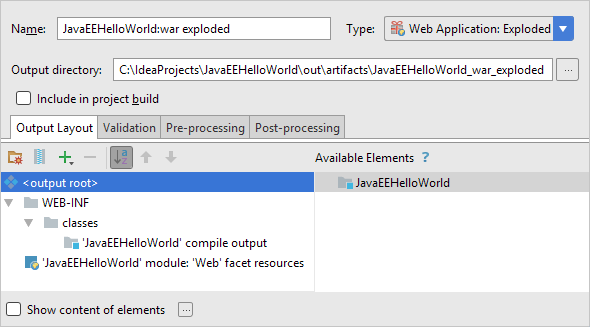 Name: JavaEEHelloWorld:war exploded Type: Web Application: Exploded
Output directory: C:\IdeaProjects\JavaEEHelloWorld\out\artifacts\JavaEEHelloWorld_war_exploded ...
Include in project build
Output Layout Validation Pre-processing Post-processing
Available Elements ?
<output root> JavaEEHelloWorld
WEB-INF
classes
'JavaEEHelloWorld' compile output
'JavaEEHelloWorld' module: 'Web' facet resources
Show content of elements ...